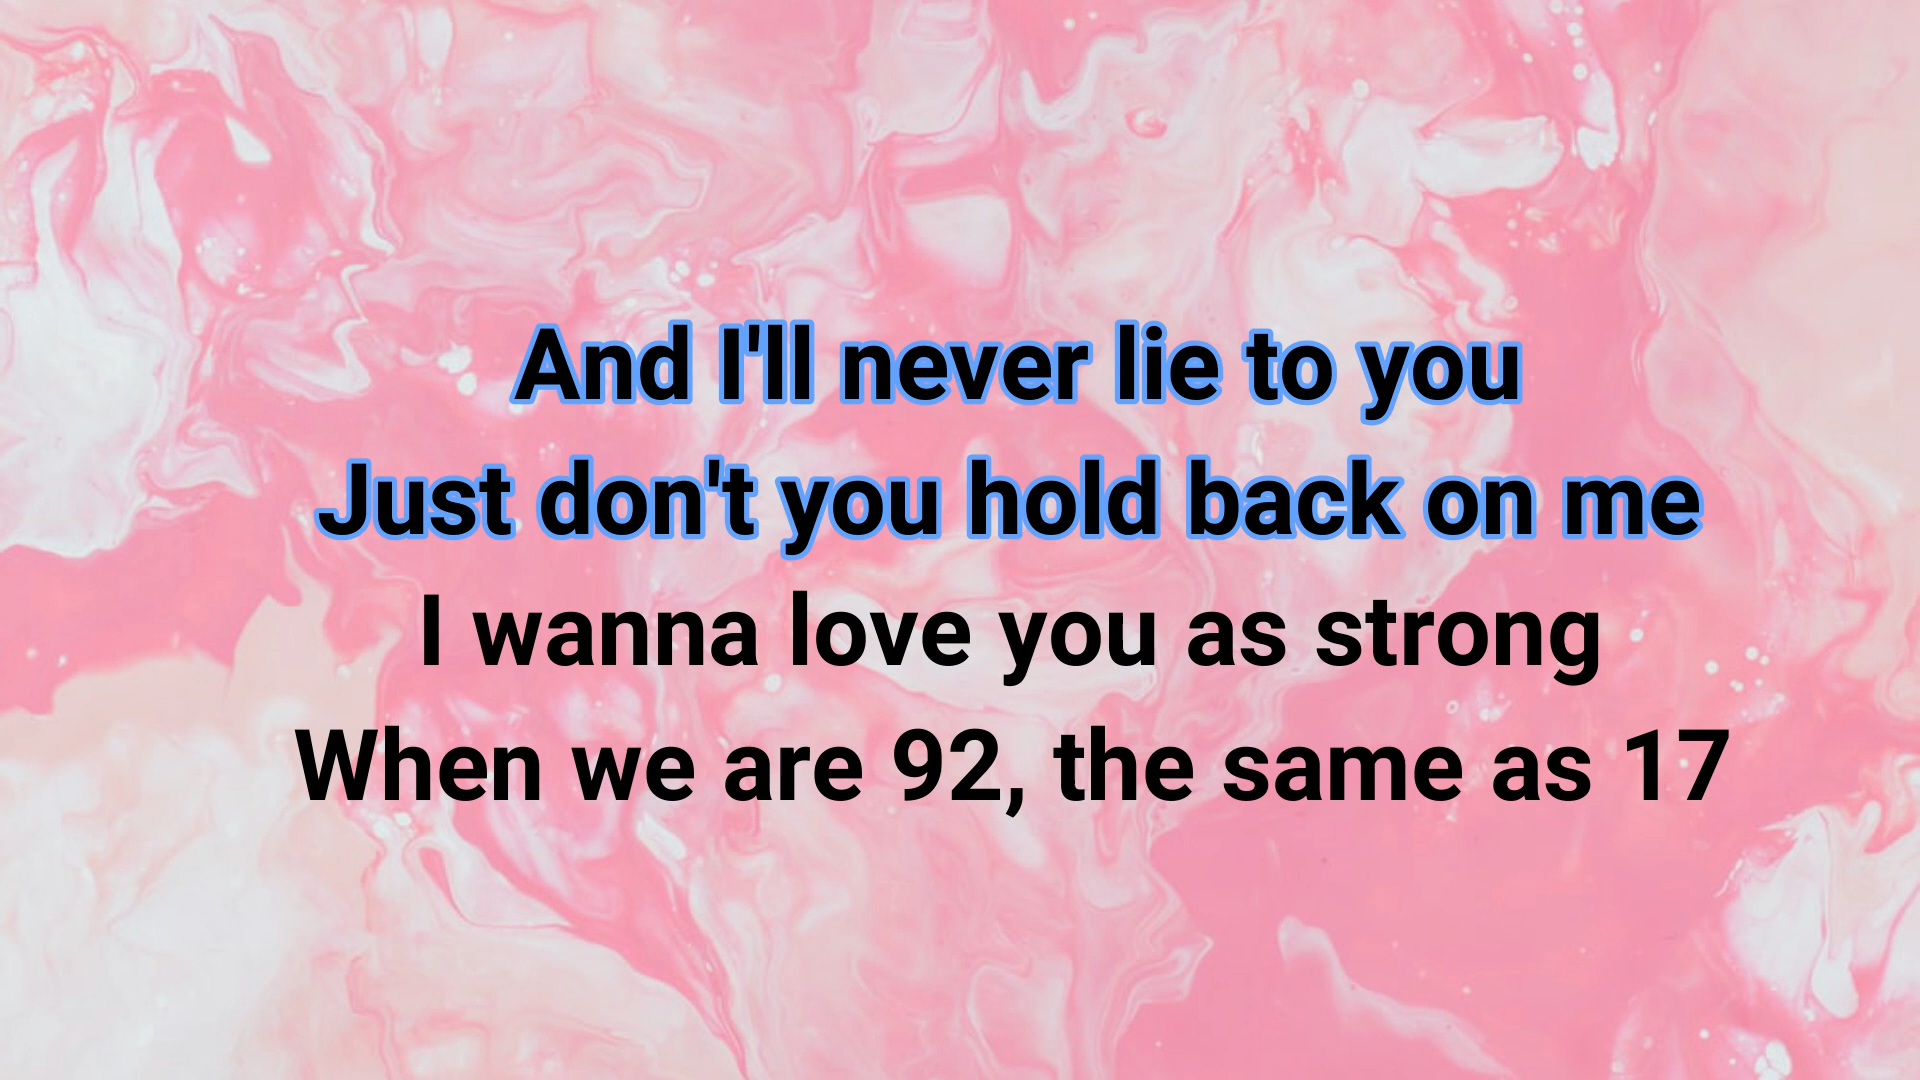 And I'll never lie to you
Just don't you hold back on me
I wanna love you as strong
When we are 92, the same as 17